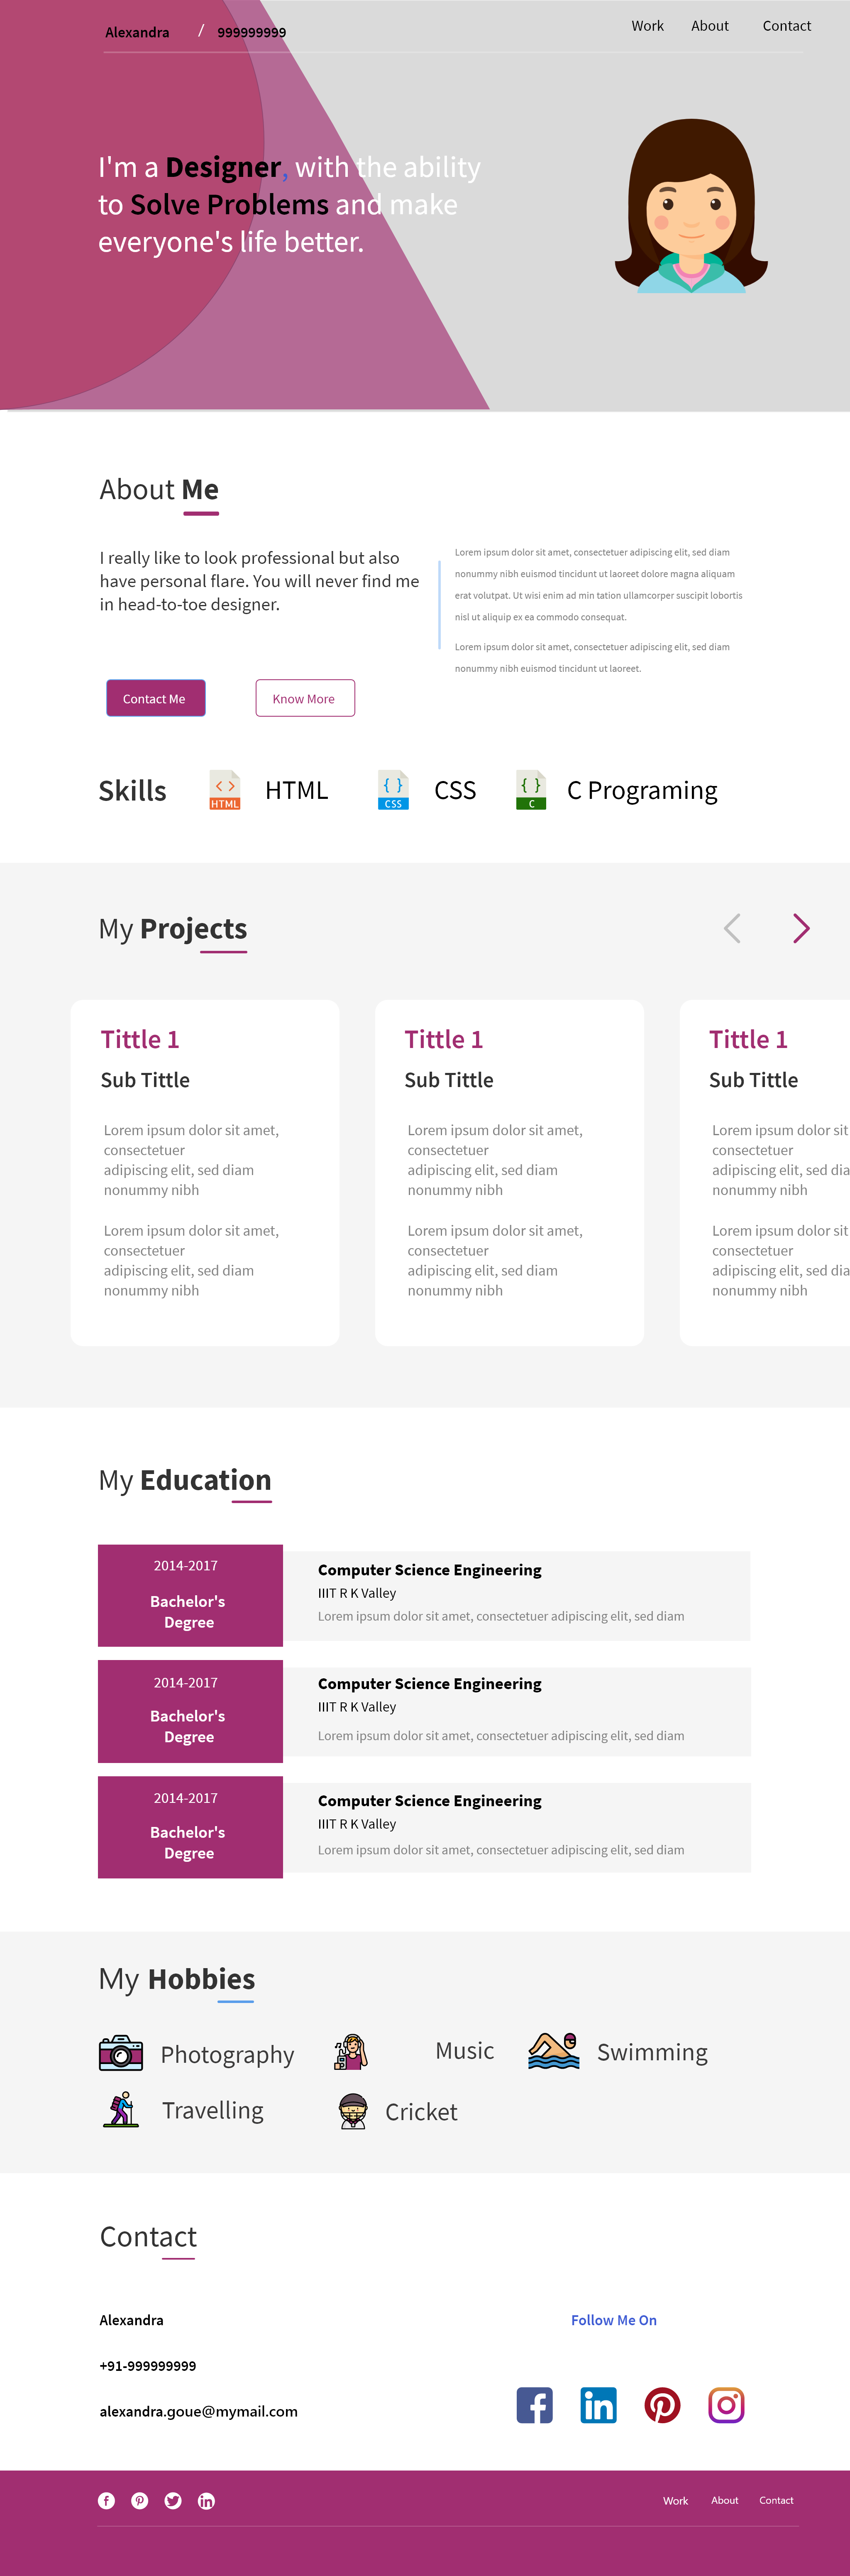 Alexandra / 999999999
Work About Contact
I'm a Designer, with the ability
to Solve Problems and make
everyone's life better.
About Me
I really like to look professional but also
have personal flare. You will never find me
in head-to-toe designer.
Lorem ipsum dolor sit amet, consectetuer adipiscing elit, sed diam
nonummy nibh euismod tincidunt ut laoreet dolore magna aliquam
erat volutpat. Ut wisi enim ad min tation ullamcorper suscipit lobortis
nisl ut aliquip ex ea commodo consequat.
Lorem ipsum dolor sit amet, consectetuer adipiscing elit, sed diam
nonummy nibh euismod tincidunt ut laoreet.
Contact Me
Know More
Skills
HTML
HTML
CSS
CSS
C
C Programing
My Projects
Tittle 1
Sub Tittle
Lorem ipsum dolor sit amet,
consectetuer
adipiscing elit, sed diam
nonummy nibh
Lorem ipsum dolor sit amet,
consectetuer
adipiscing elit, sed diam
nonummy nibh
Tittle 1
Sub Tittle
Lorem ipsum dolor sit amet,
consectetuer
adipiscing elit, sed diam
nonummy nibh
Lorem ipsum dolor sit amet,
consectetuer
adipiscing elit, sed diam
nonummy nibh
Tittle 1
Sub Tittle
Lorem ipsum dolor sit
consectetuer
adipiscing elit, sed dia
nonummy nibh
Lorem ipsum dolor sit
consectetuer
adipiscing elit, sed dia
nonummy nibh
My Education
2014-2017
Bachelor's
Degree
Computer Science Engineering
IIIT R K Valley
Lorem ipsum dolor sit amet, consectetuer adipiscing elit, sed diam
2014-2017
Bachelor's
Degree
Computer Science Engineering
IIIT R K Valley
Lorem ipsum dolor sit amet, consectetuer adipiscing elit, sed diam
2014-2017
Bachelor's
Degree
Computer Science Engineering
IIIT R K Valley
Lorem ipsum dolor sit amet, consectetuer adipiscing elit, sed diam
My Hobbies
Photography
Music
Swimming
Travelling
Cricket
Contact
Alexandra
+91-999999999
alexandra.goue@mymail.com
Follow Me On
Work About Contact